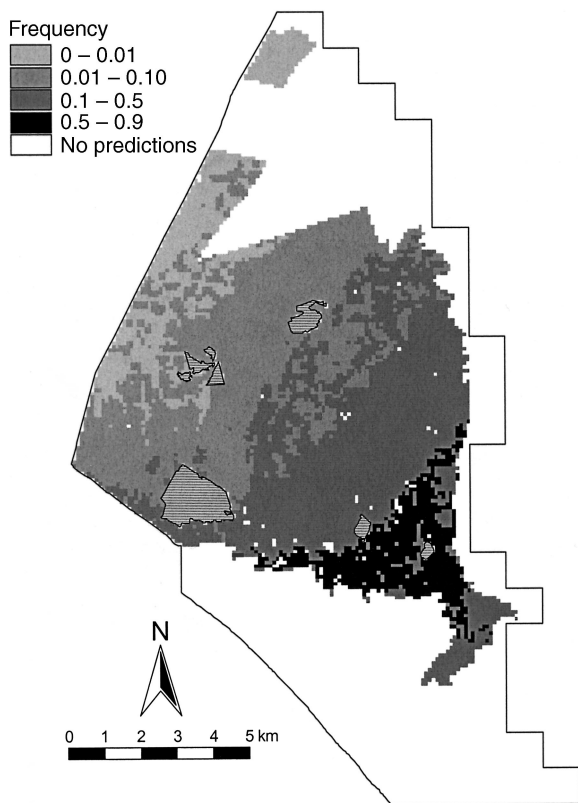 Frequency
0 – 0.01
0.01 – 0.10
0.1 – 0.5
0.5 – 0.9
No predictions
N
0 1 2 3 4 5 km